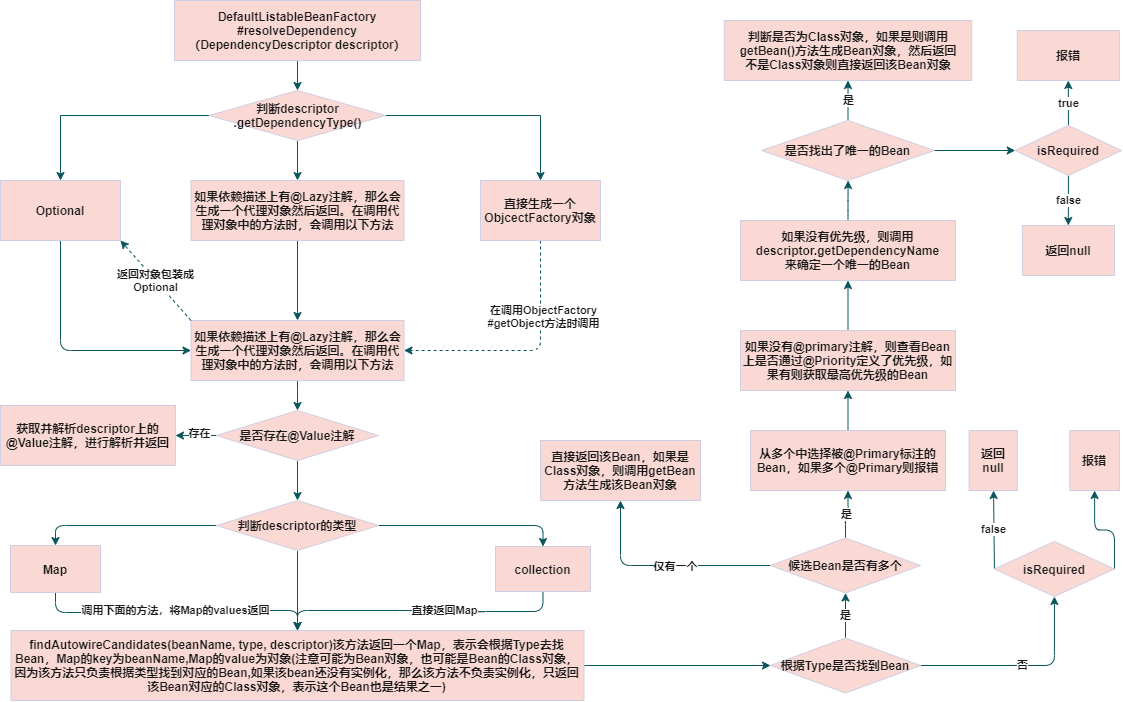 DefaultListableBeanFactory
#resolveDependency
(DependencyDescriptor descriptor)
判断descriptor
.getDependencyType()
Optional
如果依赖描述上有@Lazy注解，那么会
生成一个代理对象然后返回。在调用代
理对象中的方法时，会调用以下方法
直接生成一个
ObjcectFactory对象
返回对象包装成
Optional
在调用ObjectFactory
#getObject方法时调用
如果依赖描述上有@Lazy注解，那么会
生成一个代理对象然后返回。在调用代
理对象中的方法时，会调用以下方法
获取并解析descriptor上的
@Value注解，进行解析并返回
存在
是否存在@Value注解
判断descriptor的类型
Map
collection
调用下面的方法，将Map的values返回
直接返回Map
findAutowireCandidates(beanName, type, descriptor)该方法返回一个Map，表示会根据Type去找
Bean，Map的key为beanName,Map的value为对象(注意可能为Bean对象，也可能是Bean的Class对象，
因为该方法只负责根据类型找到对应的Bean,如果该bean还没有实例化，那么该方法不负责实例化，只返回
该Bean对应的Class对象，表示这个Bean也是结果之一)
判断是否为Class对象，如果是则调用
getBean()方法生成Bean对象，然后返回
不是Class对象则直接返回该Bean对象
报错
是
true
是否找出了唯一的Bean
isRequired
false
返回null
如果没有优先级，则调用
descriptor.getDependencyName
来确定一个唯一的Bean
如果没有@primary注解，则查看Bean
上是否通过@Priority定义了优先级，如
果有则获取最高优先级的Bean
直接返回该Bean，如果是
Class对象，则调用getBean
方法生成该Bean对象
从多个中选择被@Primary标注的
Bean，如果多个@Primary则报错
返回
null
报错
是
false
仅有一个
候选Bean是否有多个
isRequired
是
根据Type是否找到Bean
否